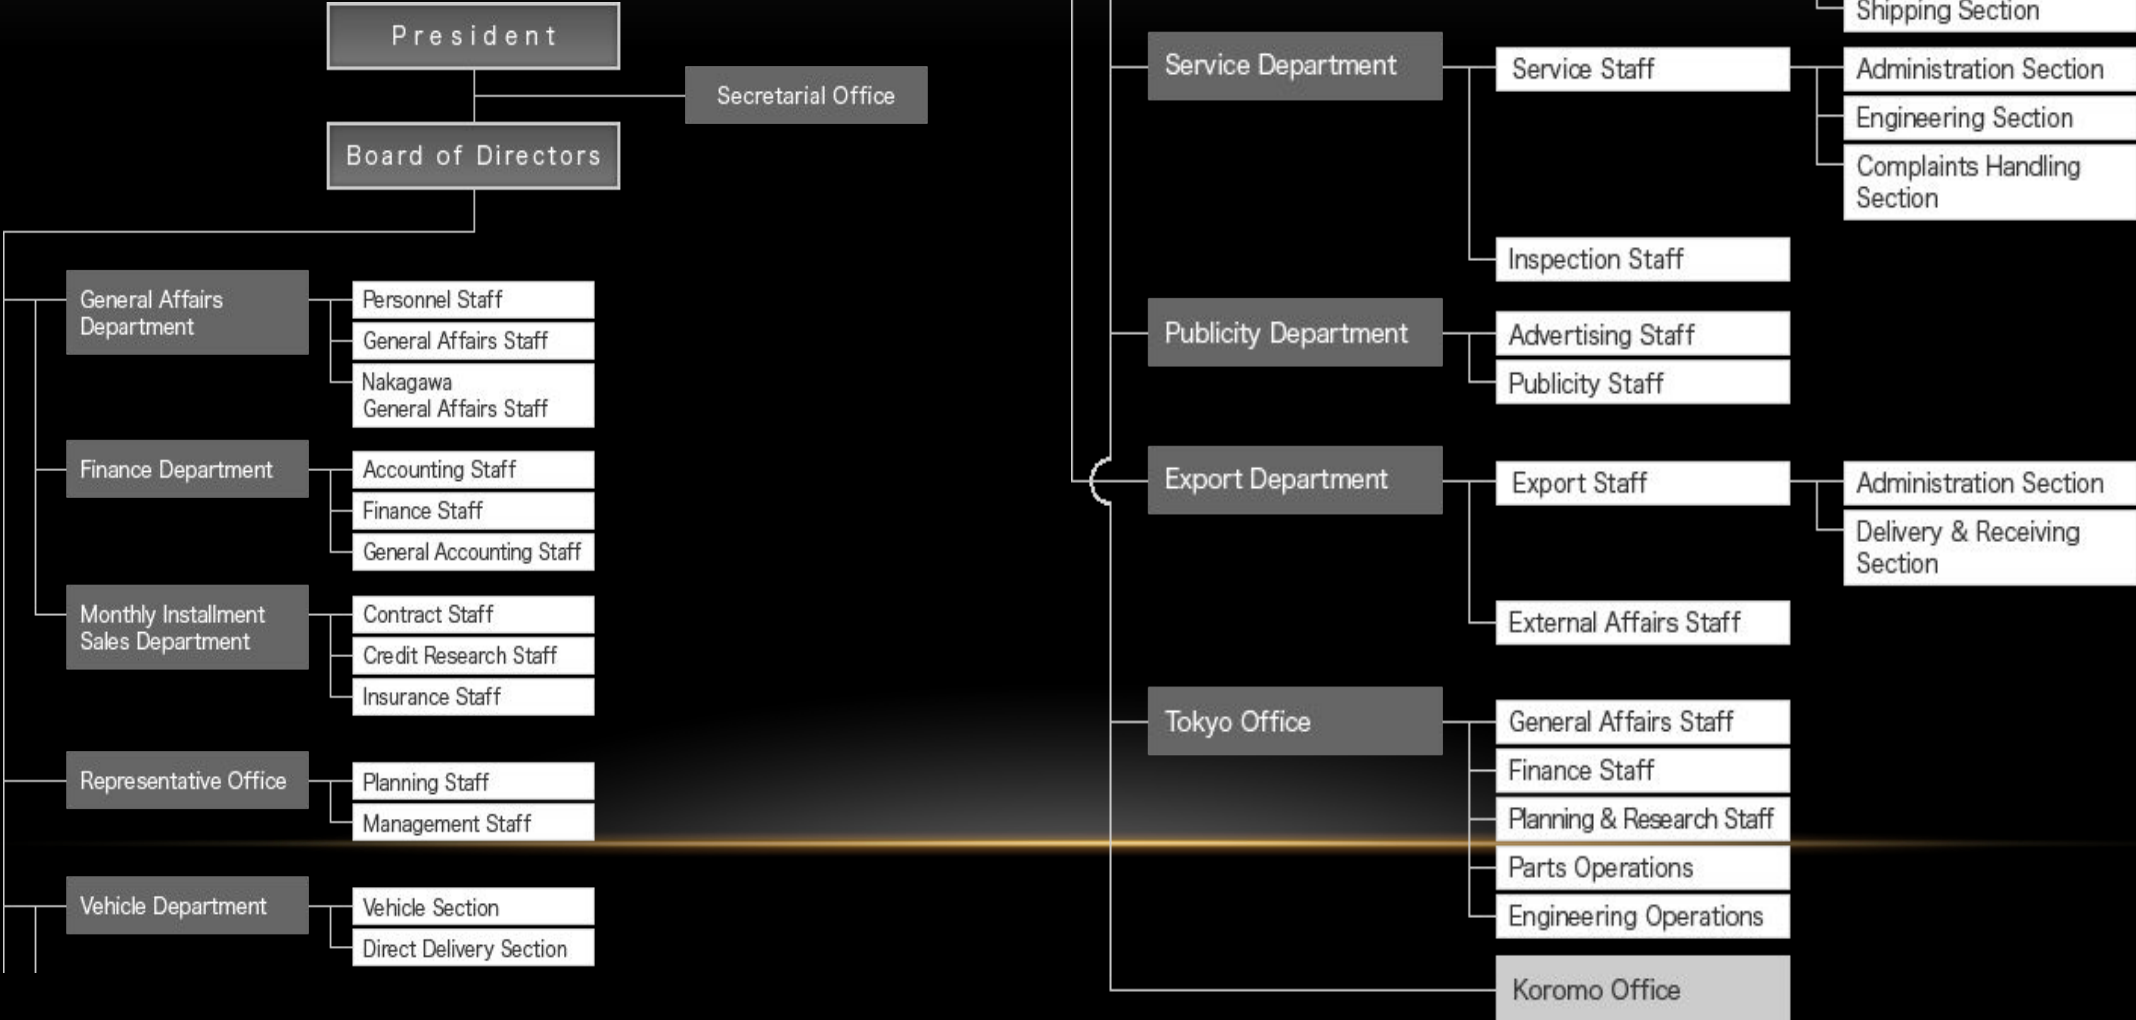 President
Secretarial Office
Board of Directors
General Affairs
Department
Personnel Staff
General Affairs Staff
Nakagawa
General Affairs Staff
Finance Department
Accounting Staff
Finance Staff
General Accounting Staff
Monthly Installment
Sales Department
Contract Staff
Credit Research Staff
Insurance Staff
Representative Office
Planning Staff
Management Staff
Vehicle Department
Vehicle Section
Direct Delivery Section
Shipping Section
Service Department
Service Staff
Administration Section
Engineering Section
Complaints Handling
Section
Inspection Staff
Publicity Department
Advertising Staff
Publicity Staff
Export Department
Export Staff
Administration Section
Delivery & Receiving
Section
External Affairs Staff
Tokyo Office
General Affairs Staff
Finance Staff
Planning & Research Staff
Parts Operations
Engineering Operations
Koromo Office